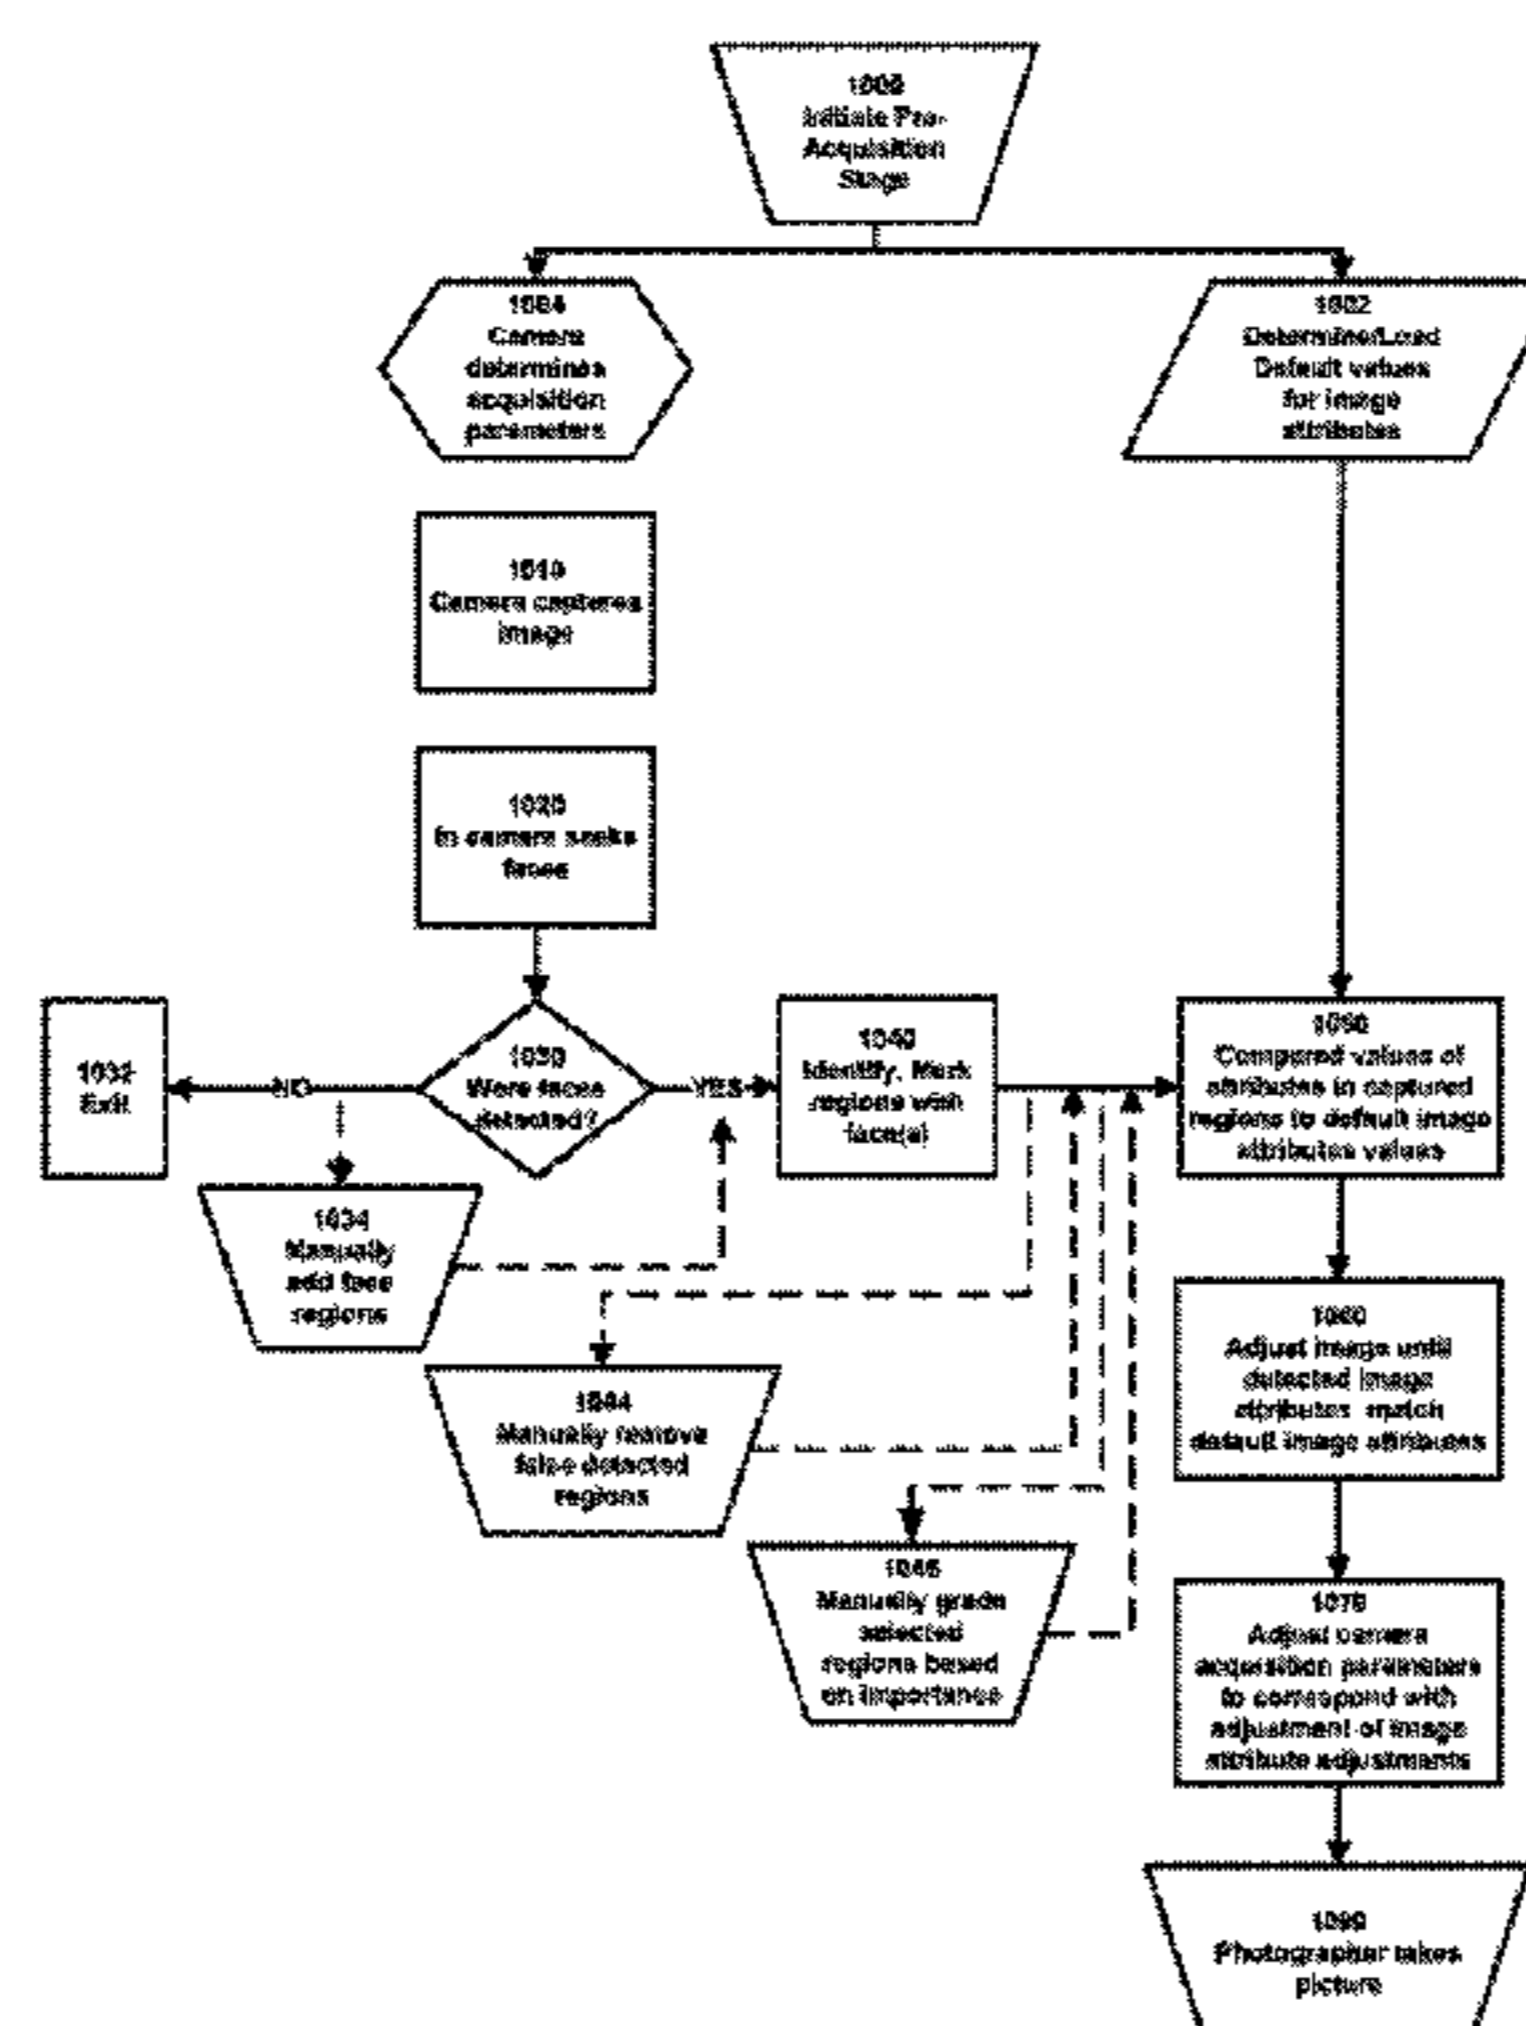 1000
Initiate Pre-
Acquisition
Stage
1004
Camera
determines
acquisition
parameters
1002
Determine/Load
Default values
for image
attributes
1010
Camera captures
image
1020
In camera seeks
faces
1032
Exit
NO
1030
Were faces
detected?
YES
1040
Identify, Mark
regions with
face(s)
1050
Compared values of
attributes in captured
regions to default image
attributes values
1034
Manually
add face
regions
1060
Adjust image until
detected image
attributes match
default image attributes
1044
Manually remove
false detected
regions
1046
Manually grade
selected
regions based
on importance
1070
Adjust camera
acquisition parameters
to correspond with
adjustment of image
attribute adjustments
Photographer takes
picture